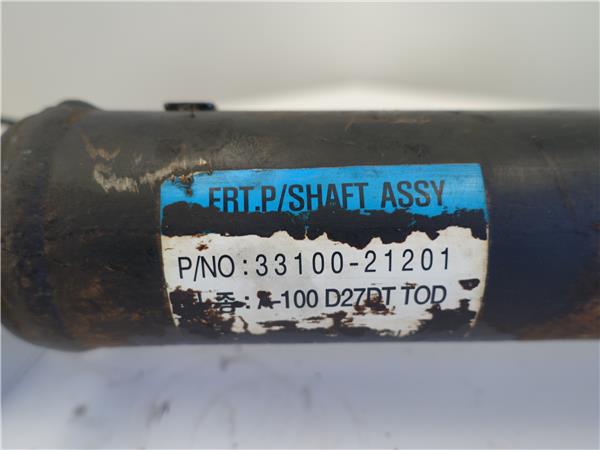 FRT.P/SHAFT ASSY
P/NO : 33100-21201
종 : A-100 D27DT TOD